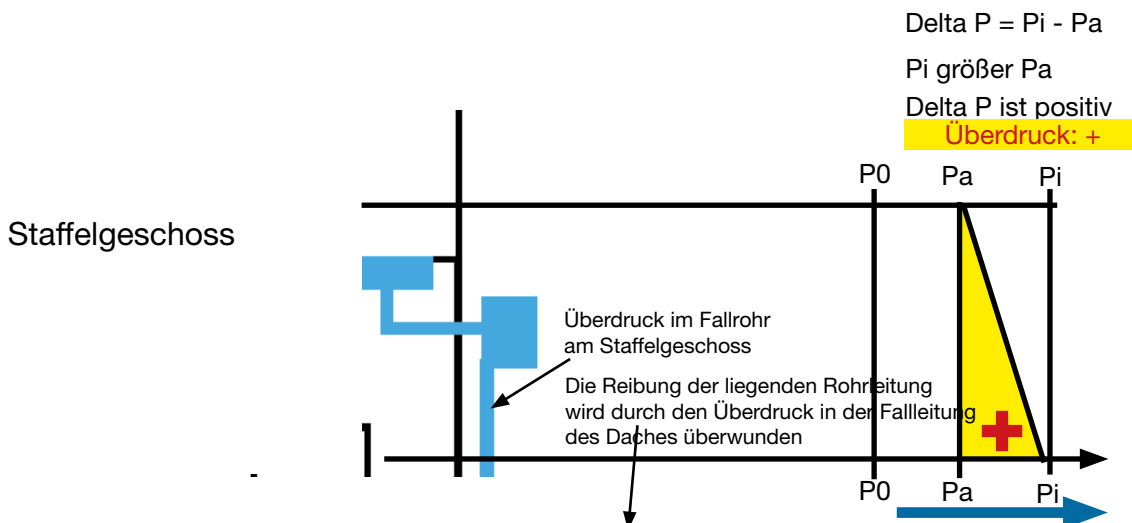 Delta P = Pi - Pa
Pi größer Pa
Delta P ist positiv
Überdruck: +
P0 Pa Pi
Staffelgeschoss
Überdruck im Fallrohr
am Staffelgeschoss
Die Reibung der liegenden Rohrleitung
wird durch den Überdruck in der Fallleitung
des Daches überwunden
P0 Pa Pi